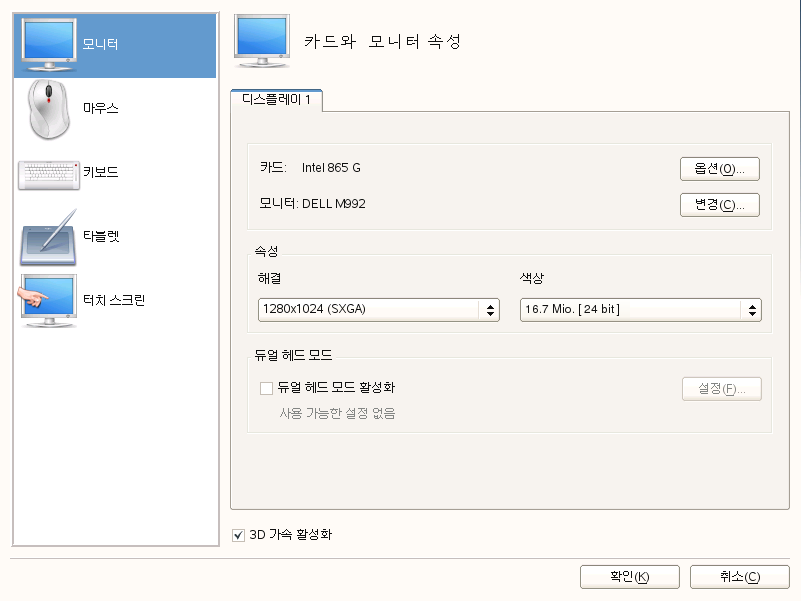 모니터
마우스
키보드
타블렛
터치 스크린
카드와 모니터 속성
디스플레이 1
카드: Intel 865 G
옵션(O)...
모니터: DELL M992
변경(C)...
속성
해결
색상
1280x1024 (SXGA)
16.7 Mio. [ 24 bit ]
듀얼 헤드 모드
듀얼 헤드 모드 활성화
설정(F)...
사용 가능한 설정 없음
3D 가속 활성화
확인(K)
취소(C)